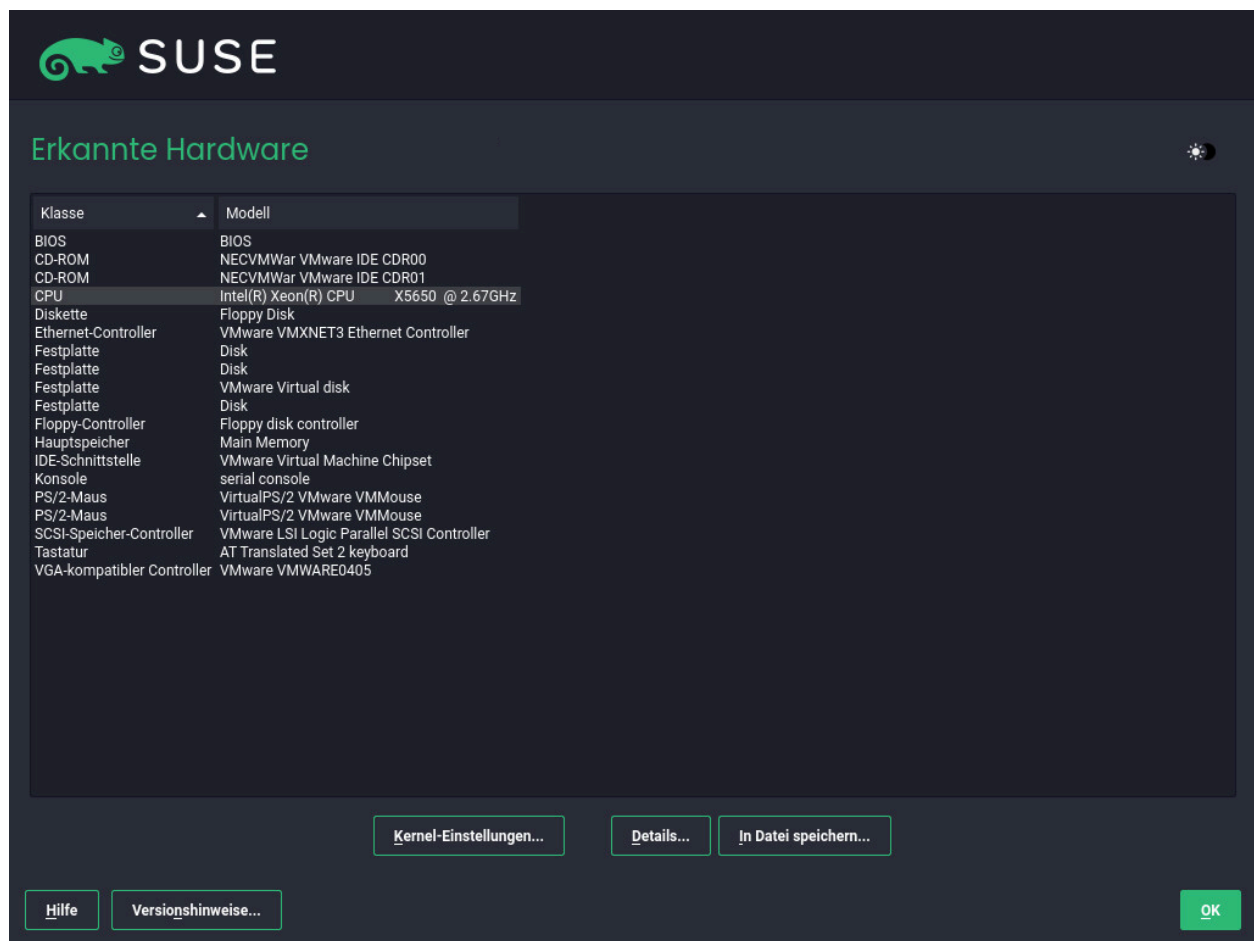 SUSE
Erkannte Hardware
Klasse Modell
BIOS BIOS
CD-ROM NECVMWar VMware IDE CDR00
CD-ROM NECVMWar VMware IDE CDR01
CPU Intel(R) Xeon(R) CPU X5650 @ 2.67GHz
Diskette Floppy Disk
Ethernet-Controller VMware VMXNET3 Ethernet Controller
Festplatte Disk
Festplatte Disk
Festplatte VMware Virtual disk
Festplatte Disk
Floppy-Controller Floppy disk controller
Hauptspeicher Main Memory
IDE-Schnittstelle VMware Virtual Machine Chipset
Konsole serial console
PS/2-Maus VirtualPS/2 VMware VMMouse
PS/2-Maus VirtualPS/2 VMware VMMouse
SCSI-Speicher-Controller VMware LSI Logic Parallel SCSI Controller
Tastatur AT Translated Set 2 keyboard
VGA-kompatibler Controller VMware VMWARE0405
Kernel-Einstellungen... Details... In Datei speichern...
Hilfe Versionshinweise... OK